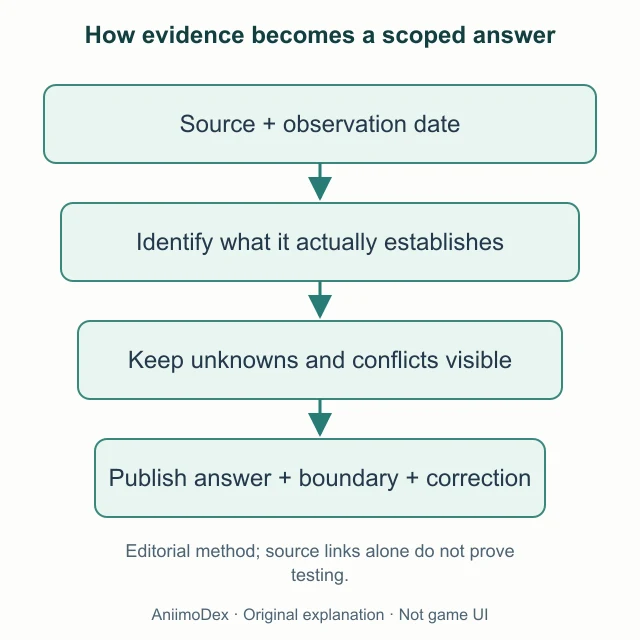 How evidence becomes a scoped answer
Source + observation date
Identify what it actually establishes
Keep unknowns and conflicts visible
Publish answer + boundary + correction
Editorial method; source links alone do not prove
testing.
AniimoDex · Original explanation · Not game UI